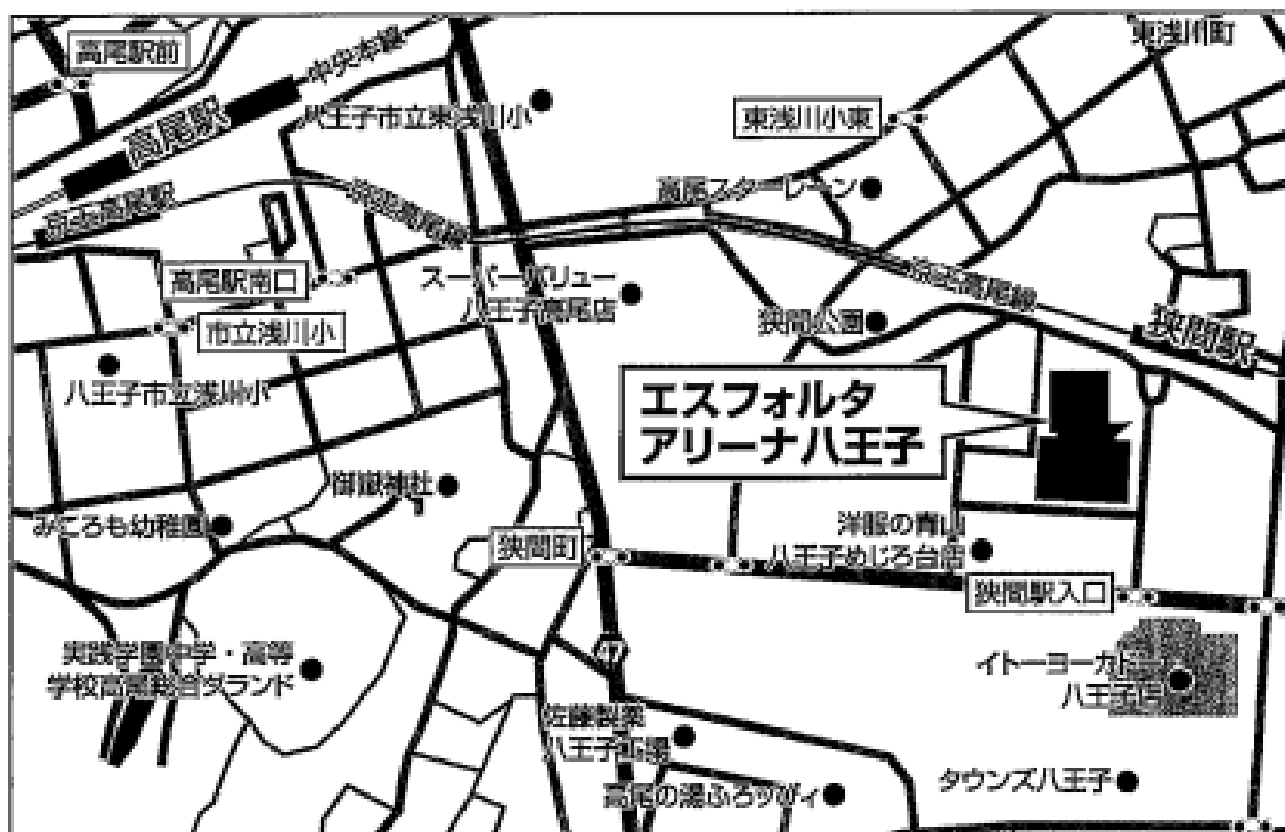 高尾駅前
中央本線
東浅川町
高尾駅
八王子市立東浅川小
東浅川小東
京王高尾駅
京王高尾線
高尾スターレーン
高尾駅南口
スーパーバリュー
八王子高尾店
京王高尾線
狭間公園
狭間駅
市立浅川小
八王子市立浅川小
エスフォルタ
アリーナ八王子
御嶽神社
みころも幼稚園
狭間町
洋服の青山
八王子めじろ台店
狭間駅入口
47
実践学園中学・高等
学校高尾総合グランド
イトーヨーカドー
八王子店
佐藤製薬
八王子工場
高尾の湯ふろッぴィ
タウンズ八王子